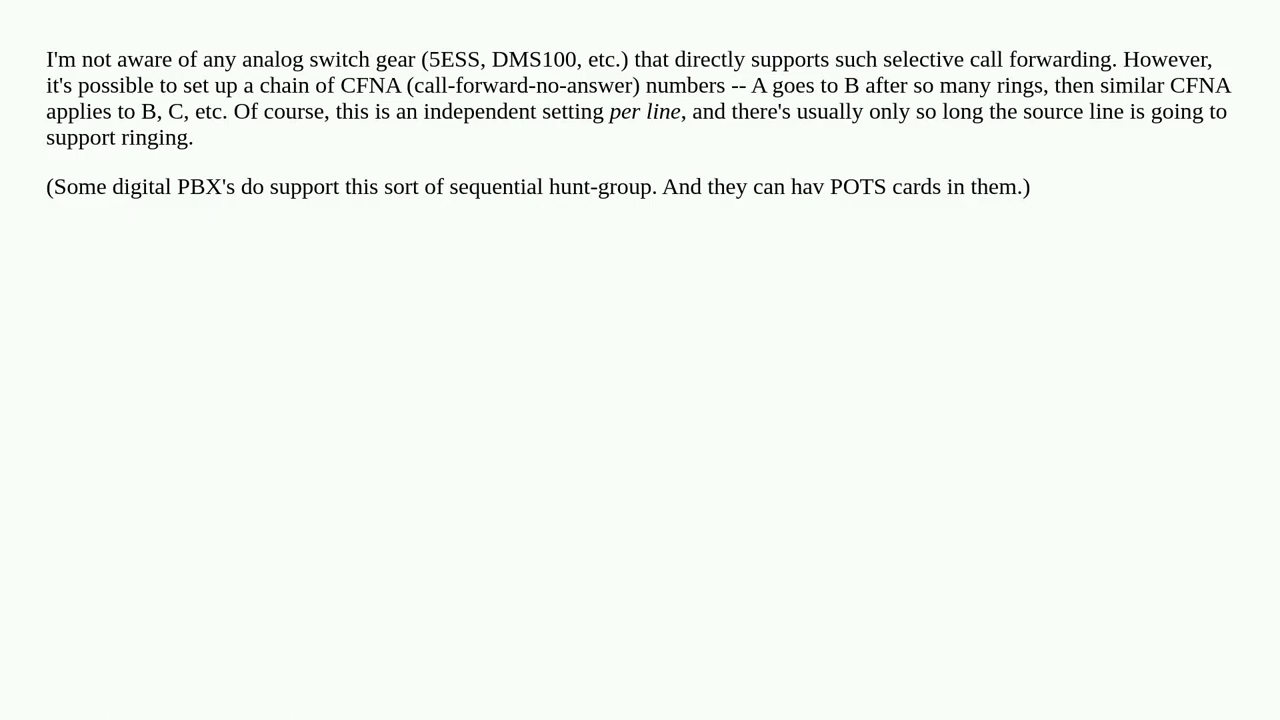 I'm not aware of any analog switch gear (5ESS, DMS100, etc.) that directly supports such selective call forwarding. However,
it's possible to set up a chain of CFNA (call-forward-no-answer) numbers -- A goes to B after so many rings, then similar CFNA
applies to B, C, etc. Of course, this is an independent setting per line, and there's usually only so long the source line is going to
support ringing.
(Some digital PBX's do support this sort of sequential hunt-group. And they can hav POTS cards in them.)